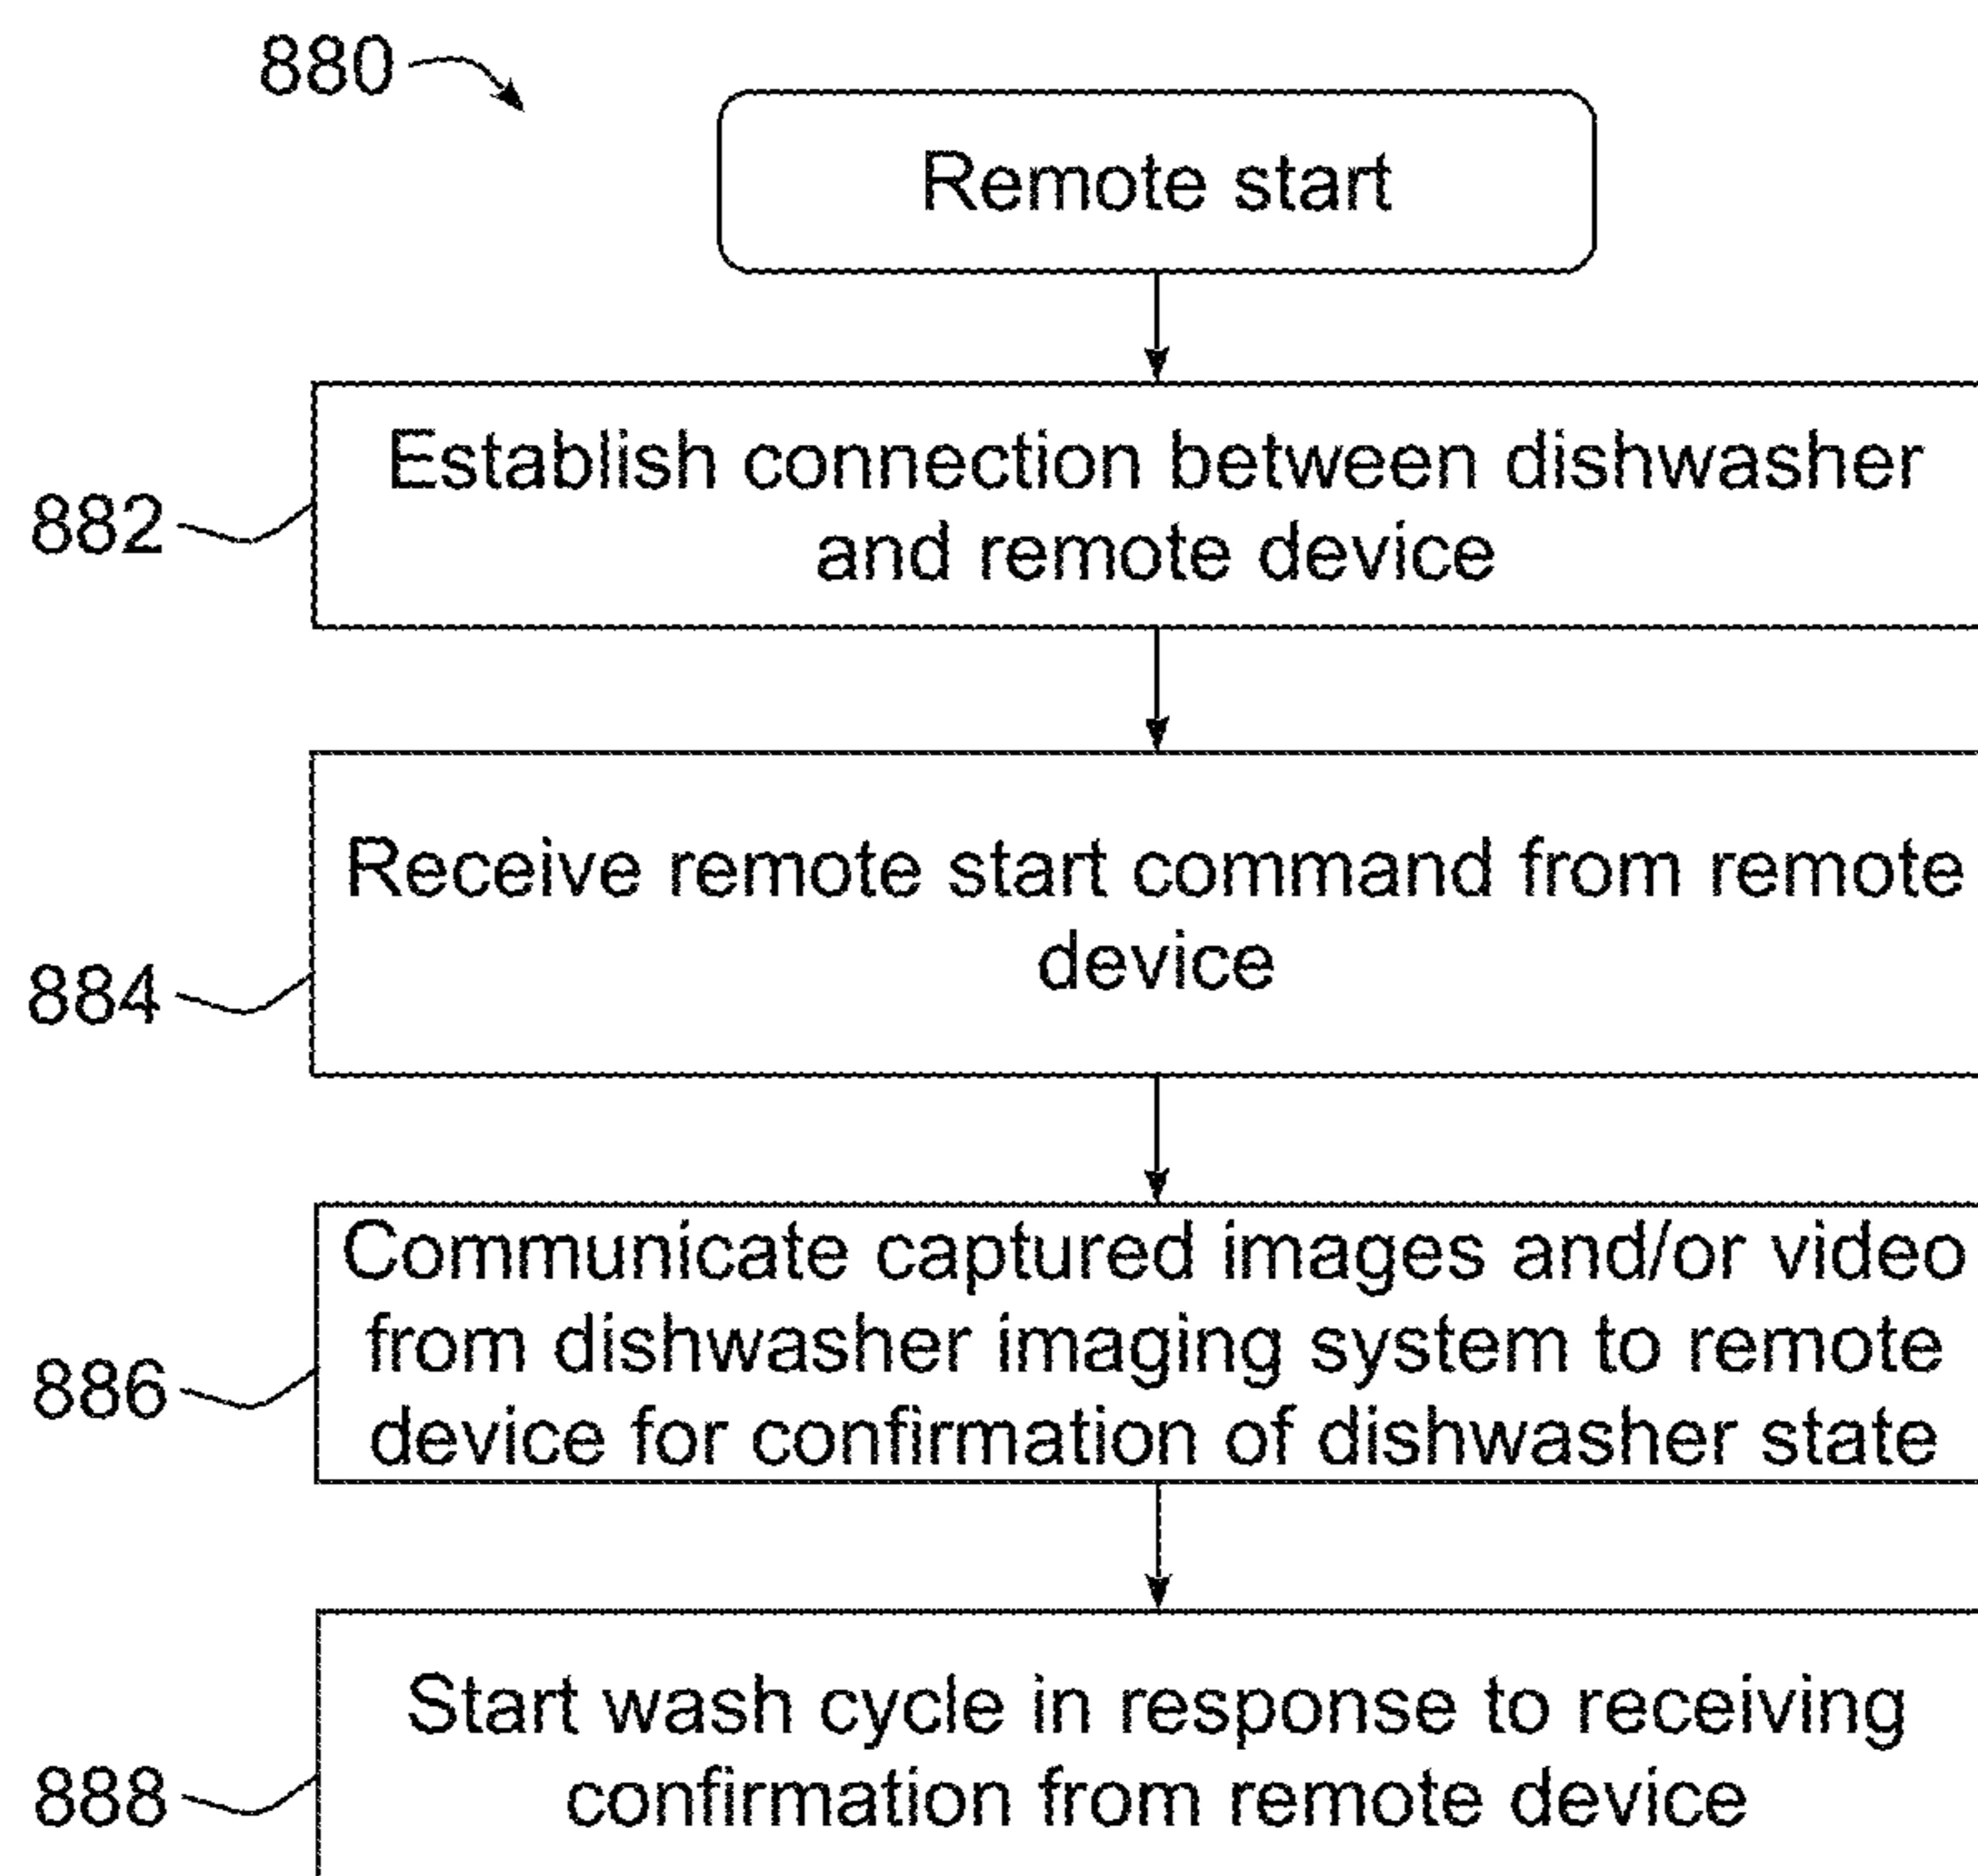 880
Remote start
Establish connection between dishwasher
and remote device
882
Receive remote start command from remote
device
884
Communicate captured images and/or video
from dishwasher imaging system to remote
device for confirmation of dishwasher state
886
Start wash cycle in response to receiving
confirmation from remote device
888